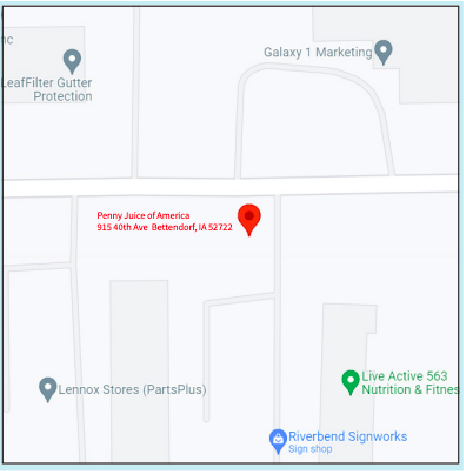 nc
Galaxy 1 Marketing
LeafFilter Gutter
Protection
Penny Juice of America
915 40th Ave Bettendorf, IA 52722
Live Active 563
Nutrition & Fitnes
Lennox Stores (PartsPlus)
Riverbend Signworks
Sign shop